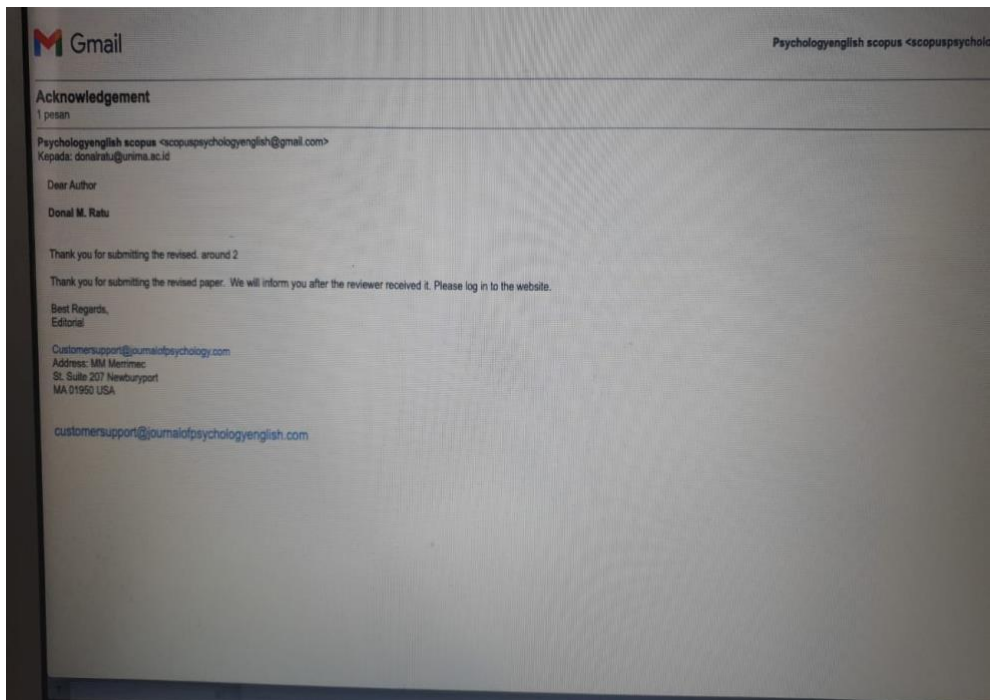 Gmail
Psychologyenglish scopus <scopuspsycholo
Acknowledgement
1 pesan
Psychologyenglish scopus <scopuspsychologyenglish@gmail.com>
Kepada: donalratu@unima.ac.id
Dear Author
Donal M. Ratu
Thank you for submitting the revised. around 2
Thank you for submitting the revised paper. We will inform you after the reviewer received it. Please log in to the website.
Best Regards,
Editorial
Customersupport@journalofpsychology.com
Address: MM Merrimec
St. Suite 207 Newburyport
MA 01950 USA
customersupport@journalofpsychologyenglish.com